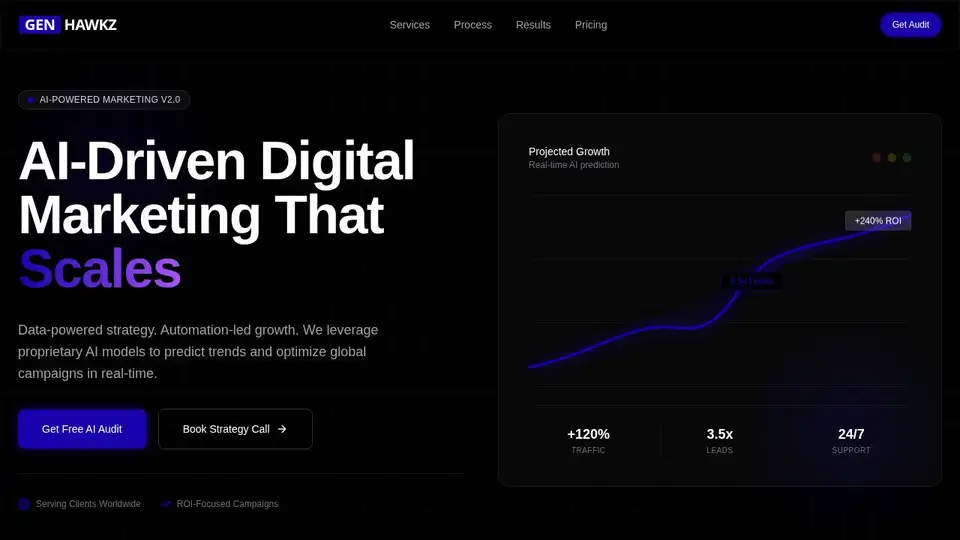 GEN HAWKZ
Services Process Results Pricing
Get Audit
AI-POWERED MARKETING V2.0
AI-Driven Digital
Marketing That
Scales
Data-powered strategy. Automation-led growth. We leverage
proprietary AI models to predict trends and optimize global
campaigns in real-time.
Get Free AI Audit
Book Strategy Call
Serving Clients Worldwide
ROI-Focused Campaigns
Projected Growth
Real-time AI prediction
+240% ROI
+120% 3.5x 24/7
TRAFFIC LEADS SUPPORT